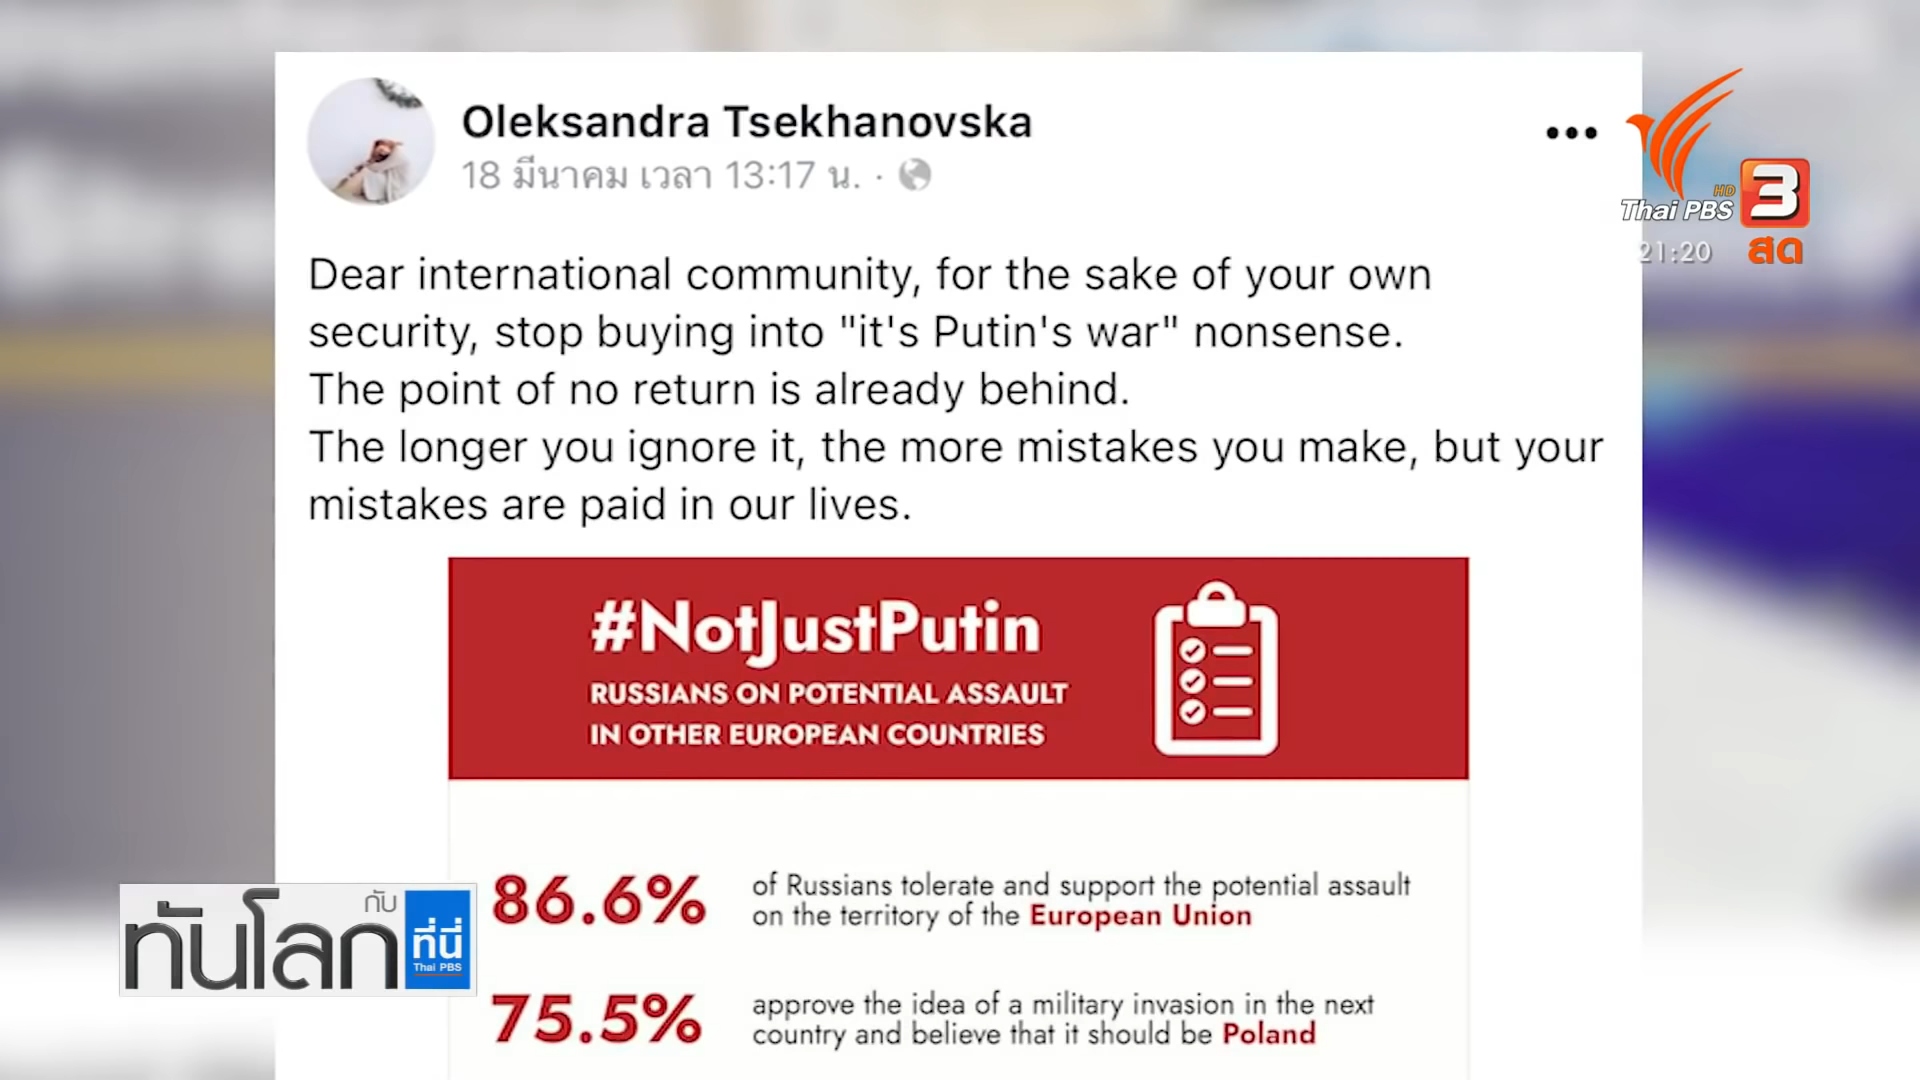 Oleksandra Tsekhanovska
18 มีนาคม เวลา 13:17 น. ·
Dear international community, for the sake of your own
security, stop buying into "it's Putin's war" nonsense.
The point of no return is already behind.
The longer you ignore it, the more mistakes you make, but your
mistakes are paid in our lives.
#NotJustPutin
RUSSIANS ON POTENTIAL ASSAULT
IN OTHER EUROPEAN COUNTRIES
86.6%
of Russians tolerate and support the potential assault
on the territory of the European Union
75.5%
approve the idea of a military invasion in the next
country and believe that it should be Poland
Thai PBS HD 3
21:20 สด
ทันโลก กับ ที่นี่ Thai PBS